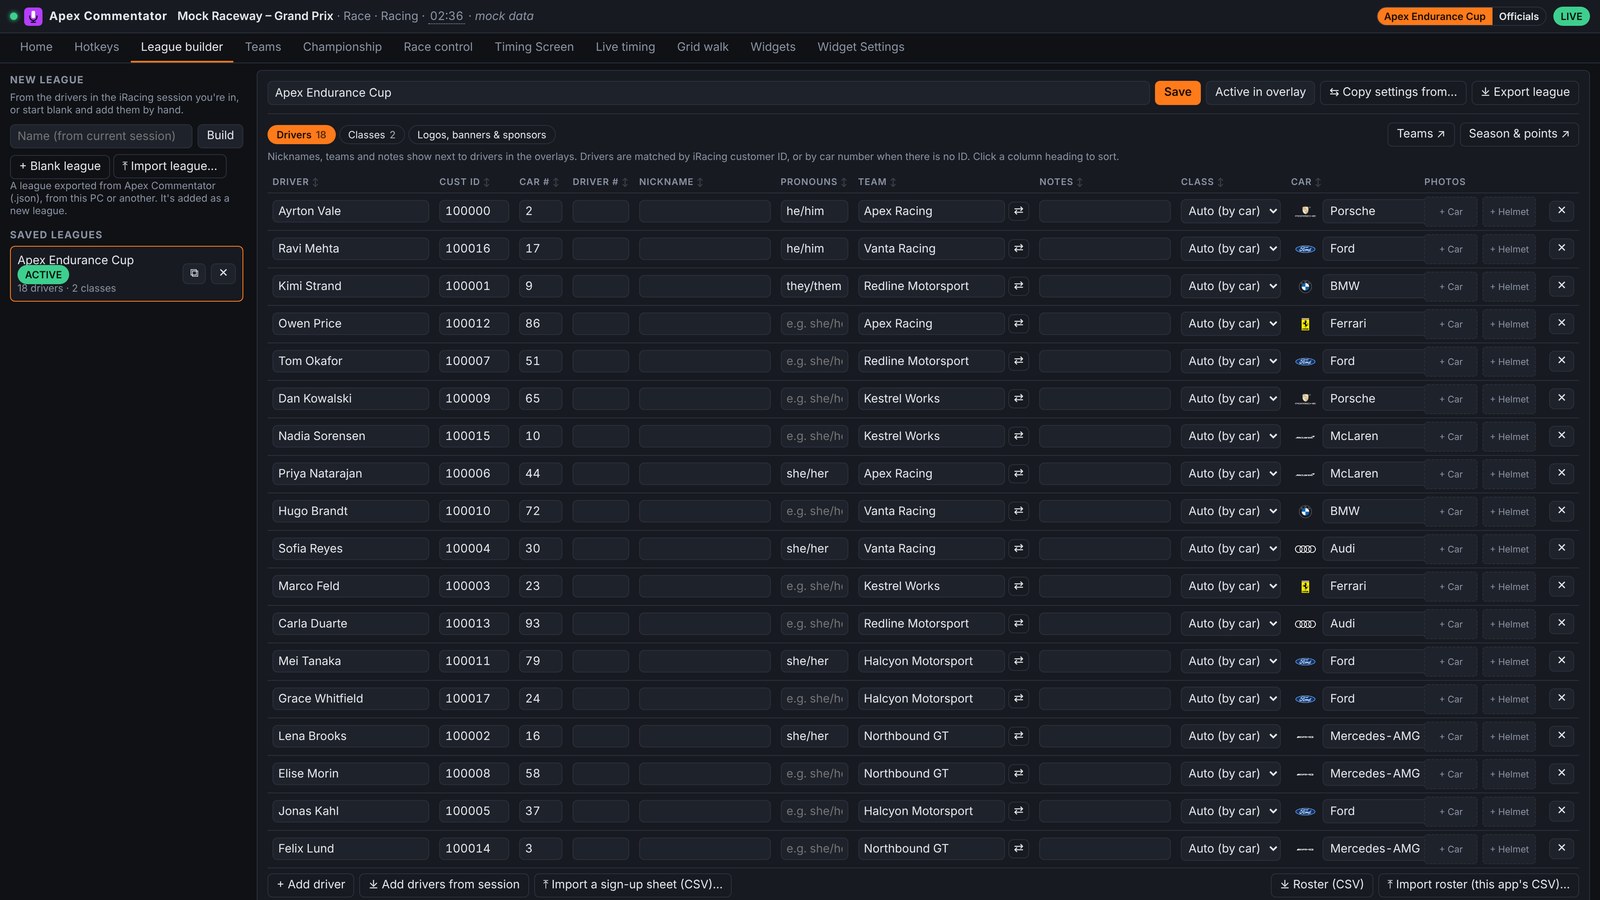 Apex Commentator Mock Raceway – Grand Prix · Race · Racing · 02:36 · mock data Apex Endurance Cup Officials LIVE
Home Hotkeys League builder Teams Championship Race control Timing Screen Live timing Grid walk Widgets Widget Settings
NEW LEAGUE
From the drivers in the iRacing session you're in,
or start blank and add them by hand.
Name (from current session) Build
+ Blank league Import league...
A league exported from Apex Commentator
(.json), from this PC or another. It's added as a
new league.
SAVED LEAGUES
Apex Endurance Cup
ACTIVE
18 drivers · 2 classes
Apex Endurance Cup Save Active in overlay ⇆ Copy settings from... Export league
Drivers 18 Classes 2 Logos, banners & sponsors Teams ↗ Season & points ↗
Nicknames, teams and notes show next to drivers in the overlays. Drivers are matched by iRacing customer ID, or by car number when there is no ID. Click a column heading to sort.
DRIVER CUST ID CAR # DRIVER # NICKNAME PRONOUNS TEAM NOTES CLASS CAR PHOTOS
Ayrton Vale 100000 2 he/him Apex Racing Auto (by car) Porsche + Car + Helmet
Ravi Mehta 100016 17 he/him Vanta Racing Auto (by car) Ford + Car + Helmet
Kimi Strand 100001 9 they/them Redline Motorsport Auto (by car) BMW + Car + Helmet
Owen Price 100012 86 e.g. she/h Apex Racing Auto (by car) Ferrari + Car + Helmet
Tom Okafor 100007 51 e.g. she/h Redline Motorsport Auto (by car) Ford + Car + Helmet
Dan Kowalski 100009 65 e.g. she/h Kestrel Works Auto (by car) Porsche + Car + Helmet
Nadia Sorensen 100015 10 e.g. she/h Kestrel Works Auto (by car) McLaren + Car + Helmet
Priya Natarajan 100006 44 she/her Apex Racing Auto (by car) McLaren + Car + Helmet
Hugo Brandt 100010 72 e.g. she/h Vanta Racing Auto (by car) BMW + Car + Helmet
Sofia Reyes 100004 30 she/her Vanta Racing Auto (by car) Audi + Car + Helmet
Marco Feld 100003 23 e.g. she/h Kestrel Works Auto (by car) Ferrari + Car + Helmet
Carla Duarte 100013 93 e.g. she/h Redline Motorsport Auto (by car) Audi + Car + Helmet
Mei Tanaka 100011 79 she/her Halcyon Motorsport Auto (by car) Ford + Car + Helmet
Grace Whitfield 100017 24 e.g. she/h Halcyon Motorsport Auto (by car) Ford + Car + Helmet
Lena Brooks 100002 16 she/her Northbound GT Auto (by car) Mercedes-AMG + Car + Helmet
Elise Morin 100008 58 e.g. she/h Northbound GT Auto (by car) Mercedes-AMG + Car + Helmet
Jonas Kahl 100005 37 e.g. she/h Halcyon Motorsport Auto (by car) Ford + Car + Helmet
Felix Lund 100014 3 e.g. she/h Northbound GT Auto (by car) Mercedes-AMG + Car + Helmet
+ Add driver Add drivers from session Import a sign-up sheet (CSV)... Roster (CSV) Import roster (this app's CSV)...